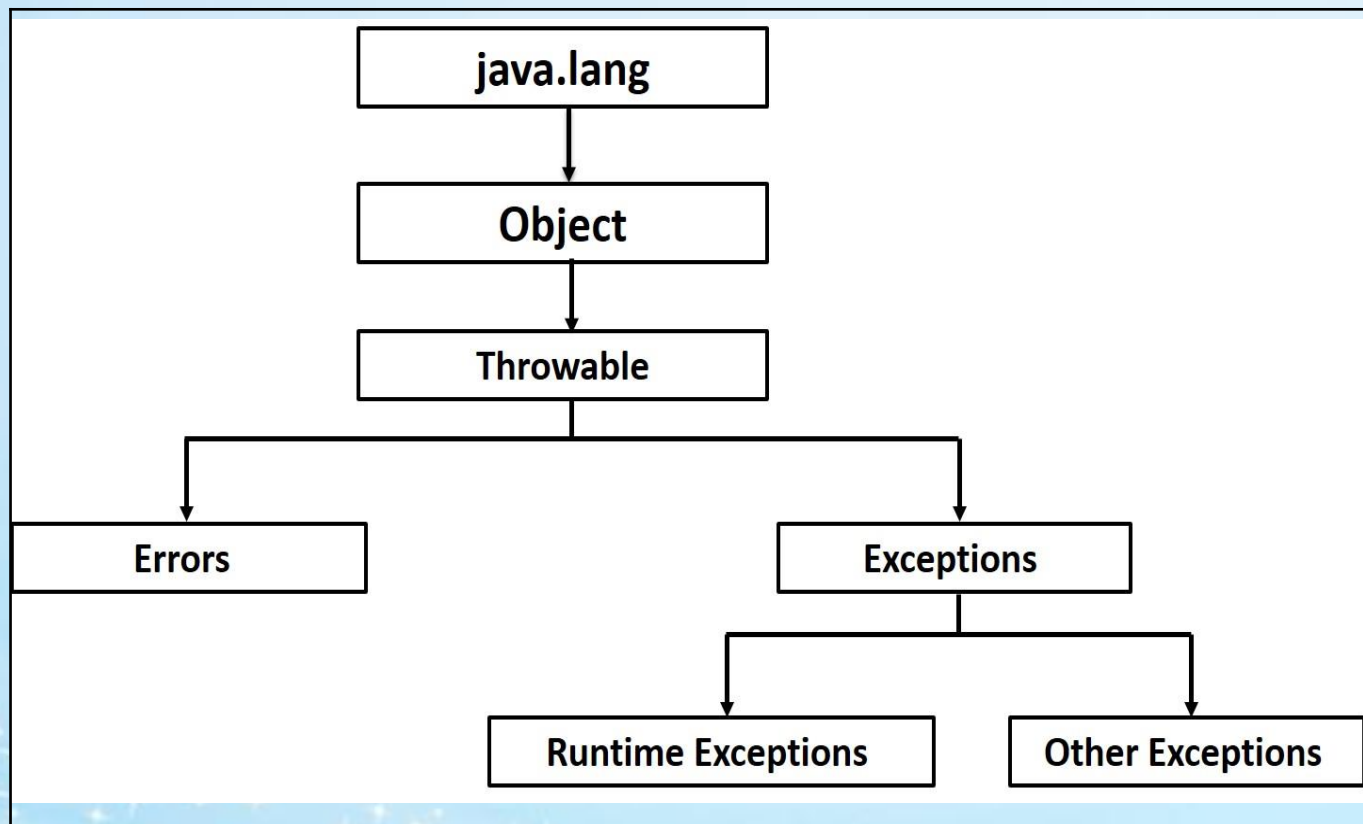 java.lang
Object
Throwable
Errors
Exceptions
Runtime Exceptions
Other Exceptions